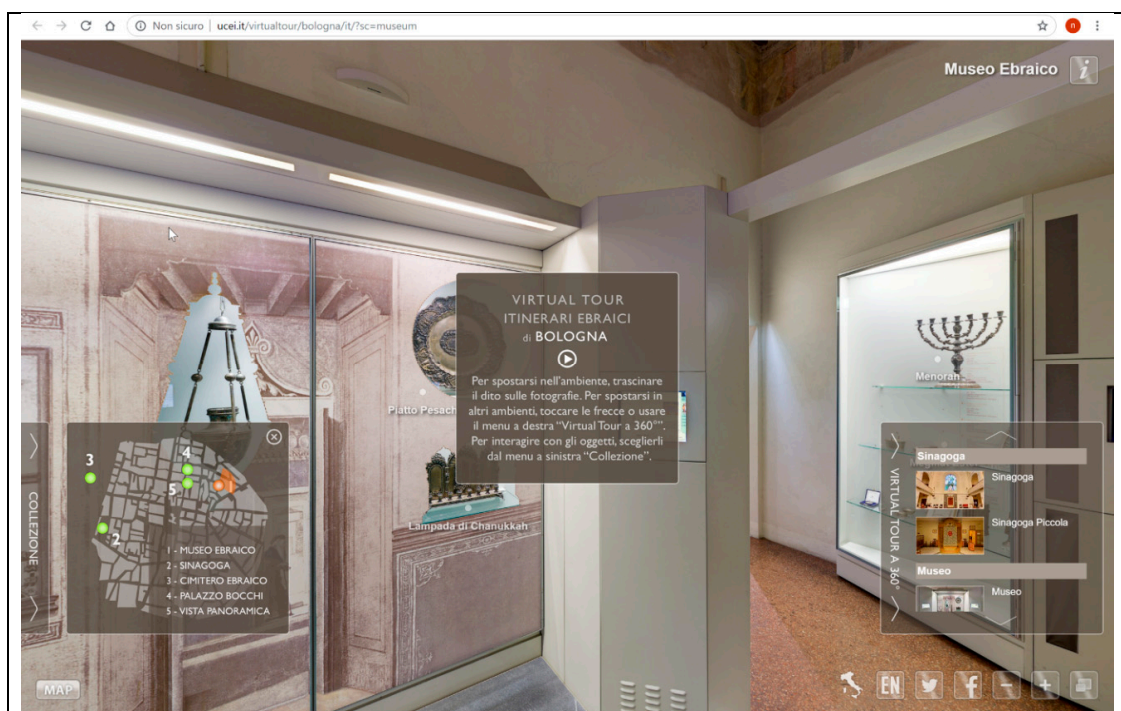 Non sicuro | ucei.it/virtualtour/bologna/it/?sc=museum
n
Museo Ebraico
i
VIRTUAL TOUR
ITINERARI EBRAICI
di BOLOGNA
Per spostarsi nell'ambiente, trascinare
il dito sulle fotografie. Per spostarsi in
altri ambienti, toccare le frecce o usare
il menu a destra "Virtual Tour a 360°".
Per interagire con gli oggetti, sceglierli
dal menu a sinistra "Collezione".
Piatto Pesach
Lampada di Chanukkah
Menorah
COLLEZIONE
3
4
5
2
1 - MUSEO EBRAICO
2 - SINAGOGA
3 - CIMITERO EBRAICO
4 - PALAZZO BOCCHI
5 - VISTA PANORAMICA
VIRTUAL TOUR A 360°
Sinagoga
Sinagoga
Sinagoga Piccola
Museo
Museo
MAP
EN